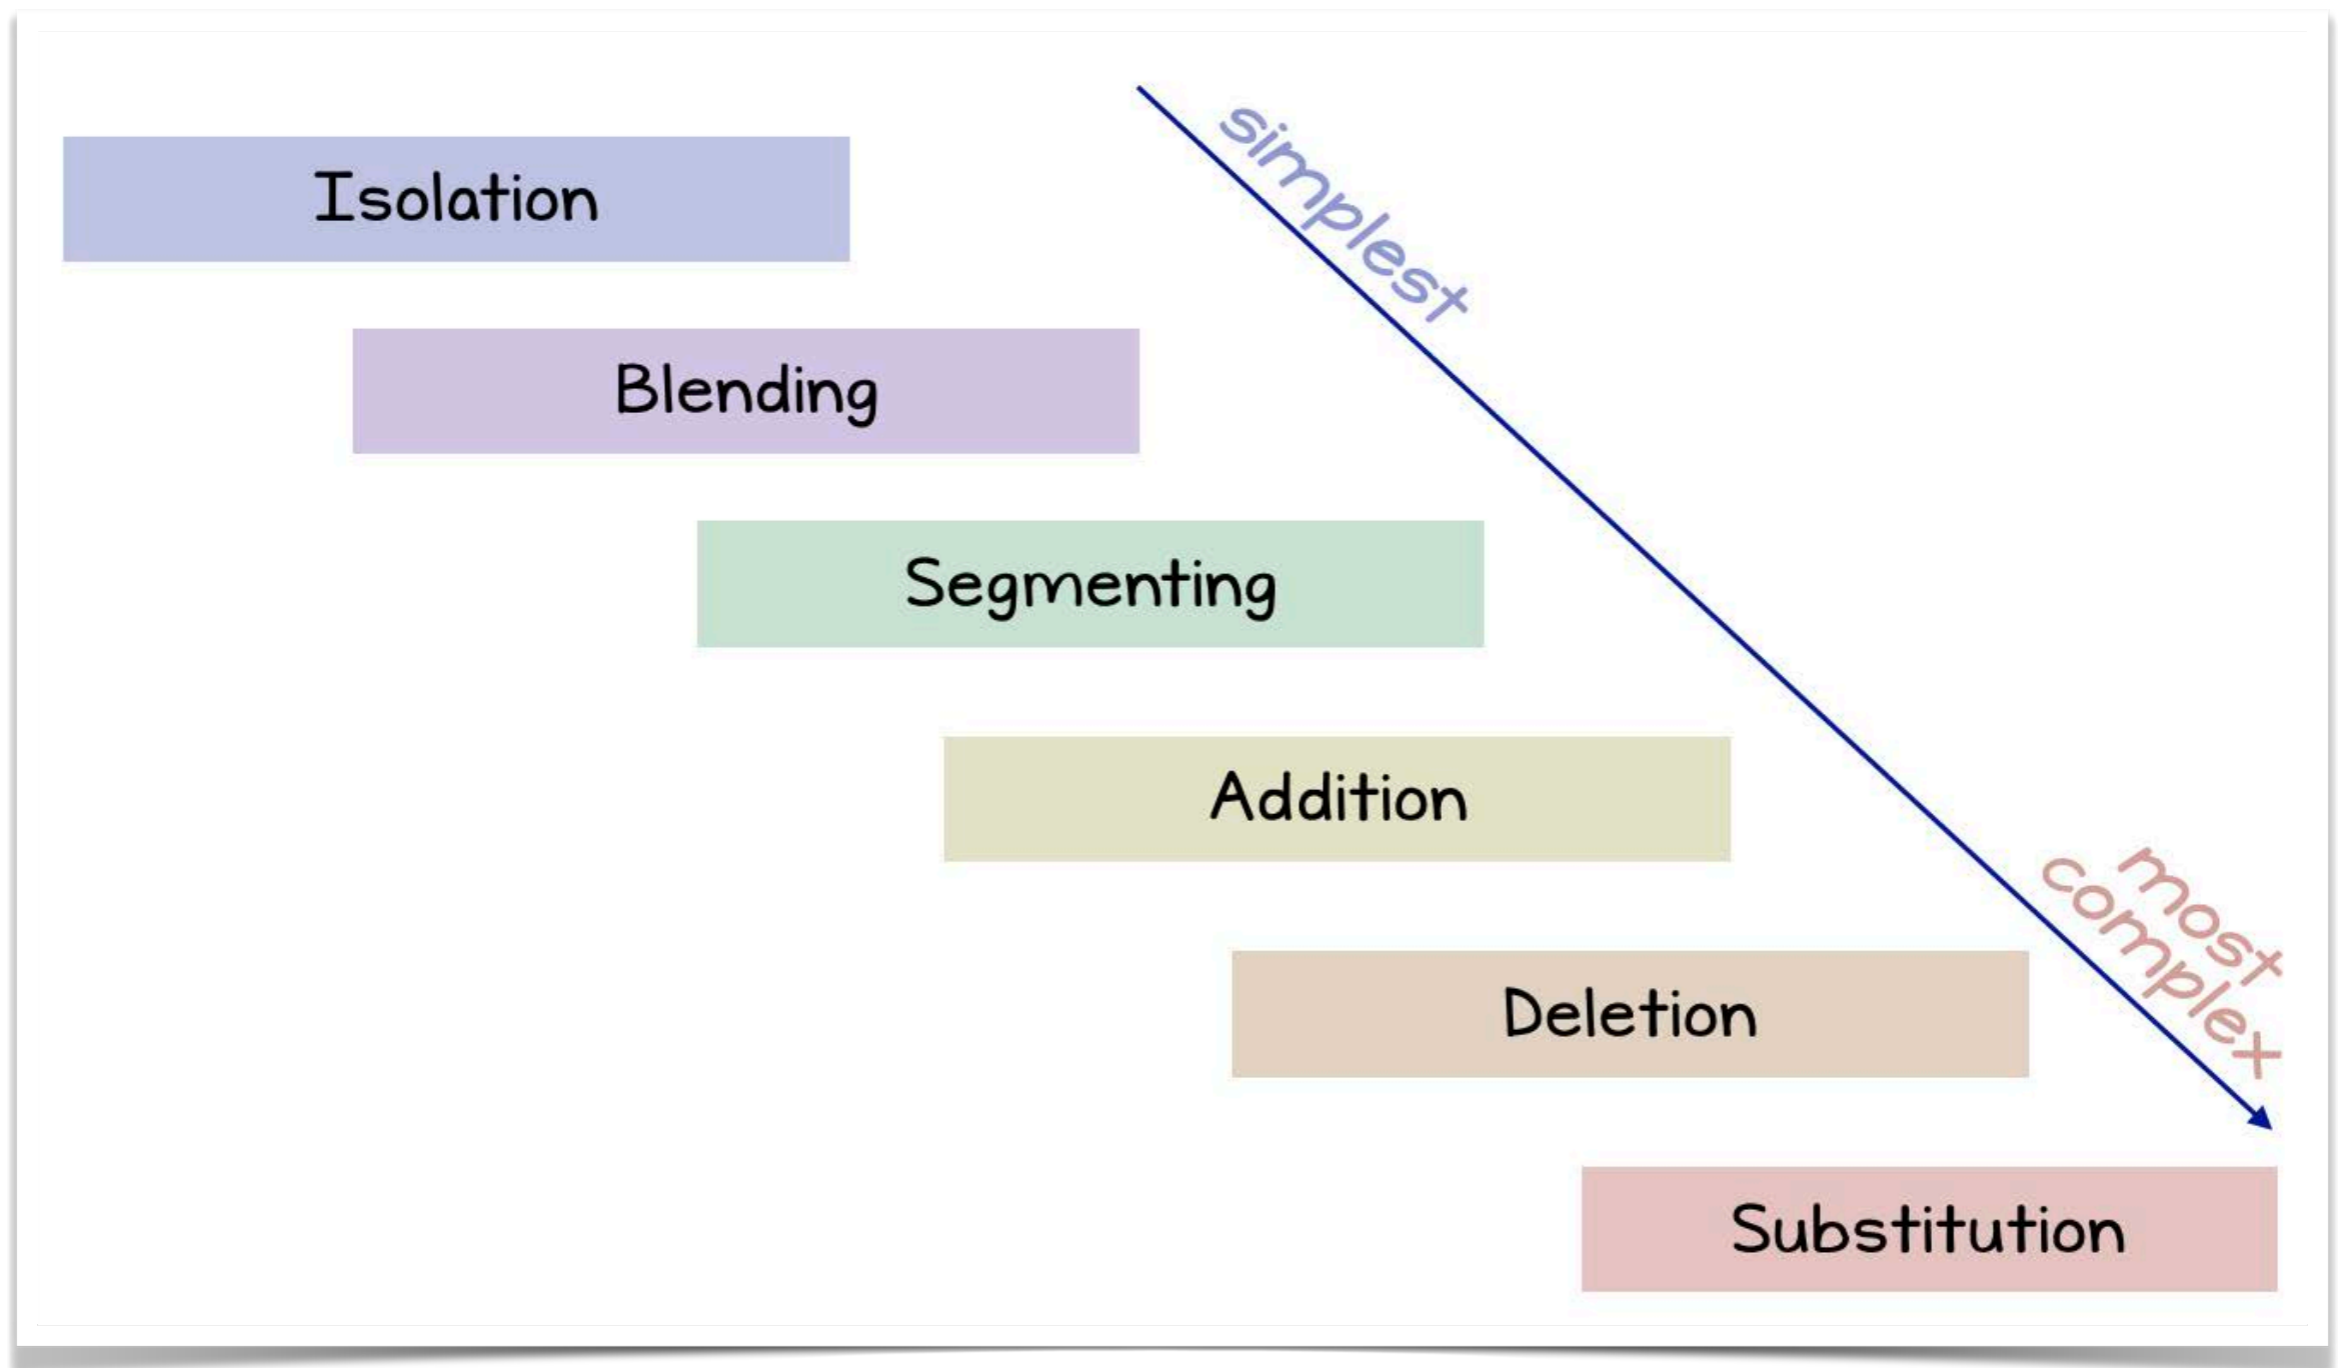 Isolation
simplest
Blending
Segmenting
Addition
most
complex
Deletion
Substitution